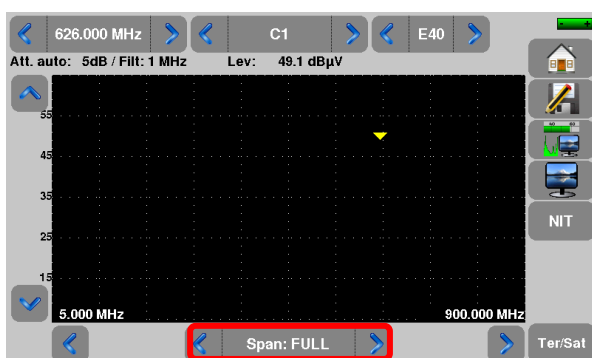 626.000 MHz C1 E40
Att. auto: 5dB / Filt: 1 MHz Lev: 49.1 dBµV
55
45
35
25
15
5.000 MHz 900.000 MHz
Span: FULL
NIT
Ter/Sat